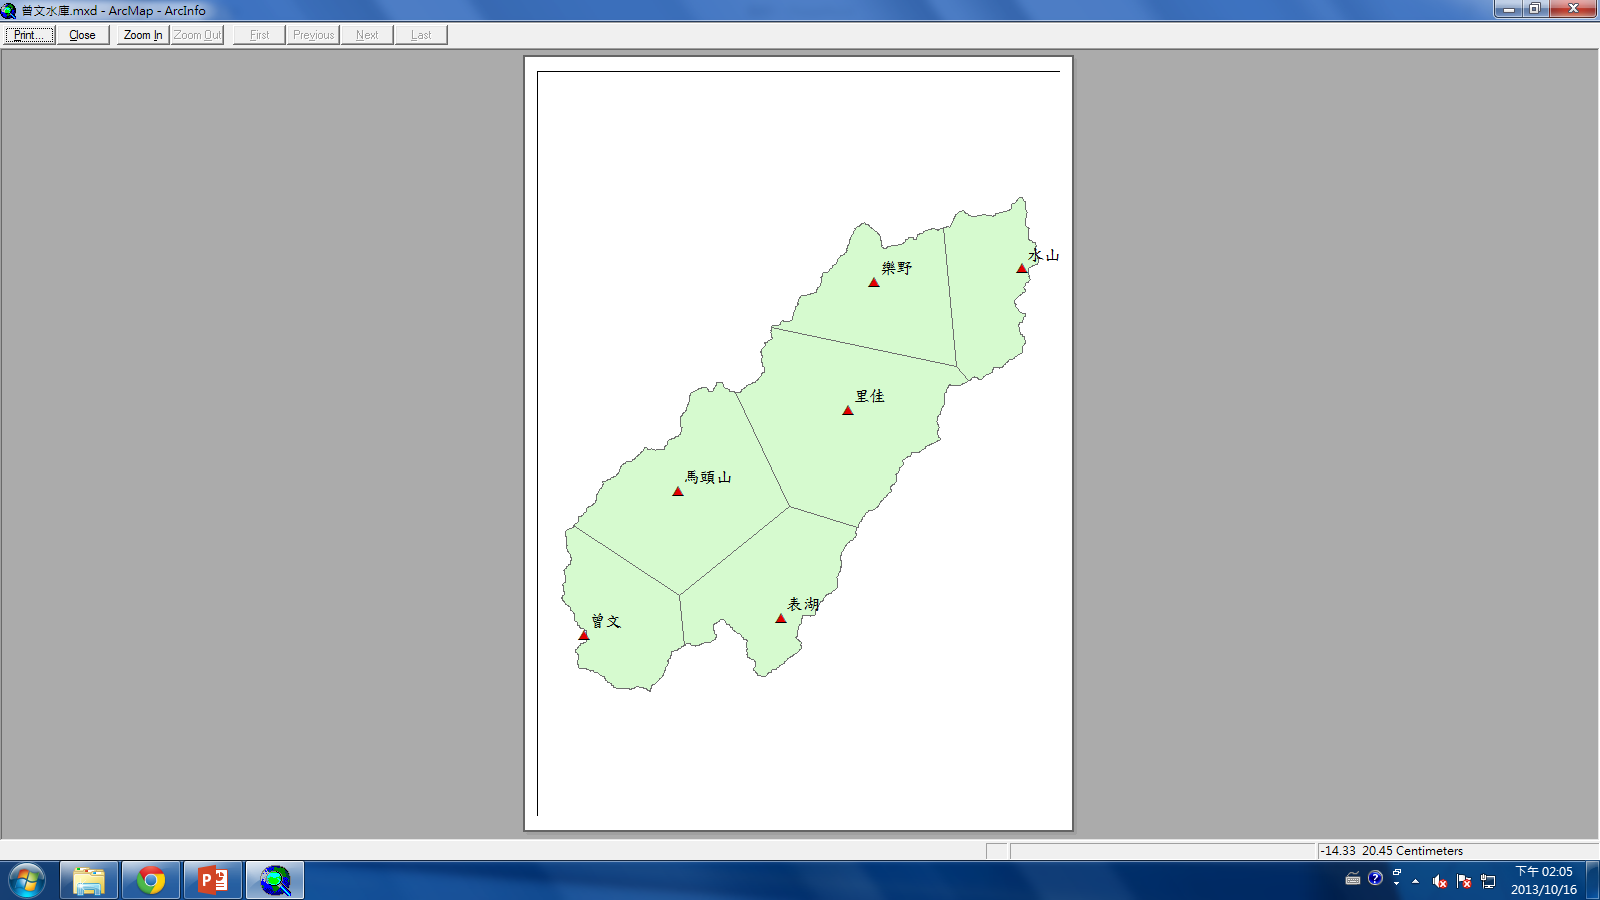 曾文水庫.mxd - ArcMap - ArcInfo
Print... Close Zoom In Zoom Out First Previous Next Last
水山
樂野
里佳
馬頭山
表湖
曾文
-14.33 20.45 Centimeters
下午 02:05
2013/10/16